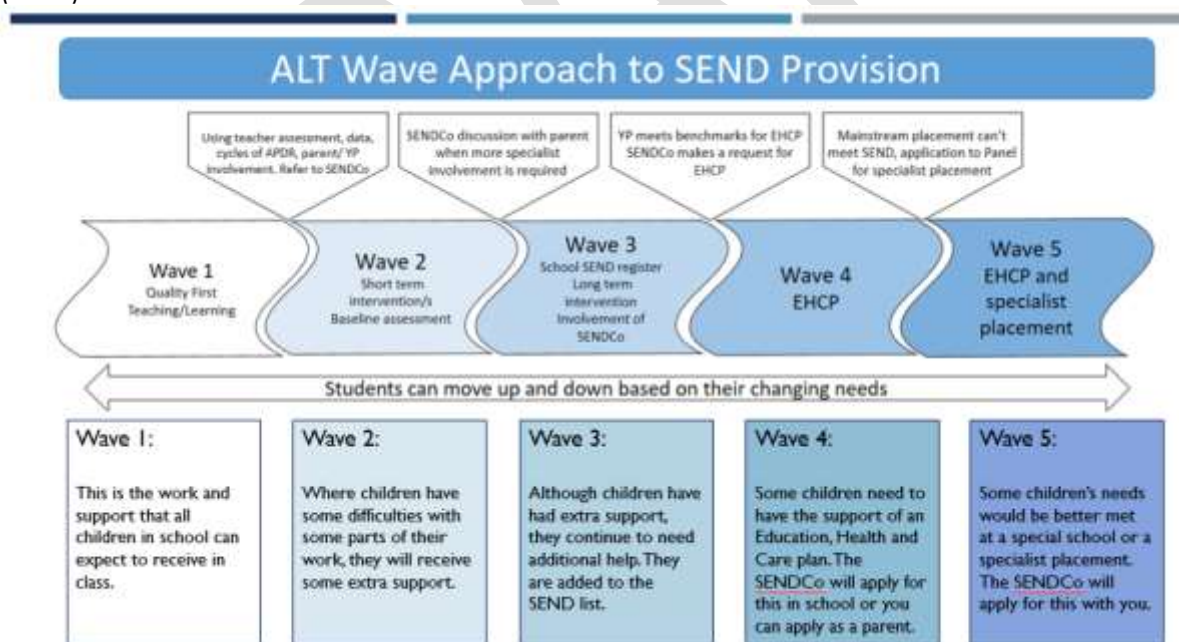 ALT Wave Approach to SEND Provision
Using teacher assessment, data,
cycles of APDR, parent/ YP
involvement. Refer to SENDCo
SENDCo discussion with parent
when more specialist
involvement is required
YP meets benchmarks for EHCP
SENDCo makes a request for
EHCP
Mainstream placement can't
meet SEND, application to Panel
for specialist placement
Wave 1
Quality First
Teaching/Learning
Wave 2
Short term
intervention/s
Baseline assessment
Wave 3
School SEND register
Long term
intervention
Involvement of
SENDCo
Wave 4
EHCP
Wave 5
EHCP and
specialist
placement
Students can move up and down based on their changing needs
Wave 1:
This is the work and
support that all
children in school can
expect to receive in
class.
Wave 2:
Where children have
some difficulties with
some parts of their
work, they will receive
some extra support.
Wave 3:
Although children have
had extra support,
they continue to need
additional help. They
are added to the
SEND list.
Wave 4:
Some children need to
have the support of an
Education, Health and
Care plan. The
SENDCo will apply for
this in school or you
can apply as a parent.
Wave 5:
Some children's needs
would be better met
at a special school or a
specialist placement.
The SENDCo will
apply for this with you.